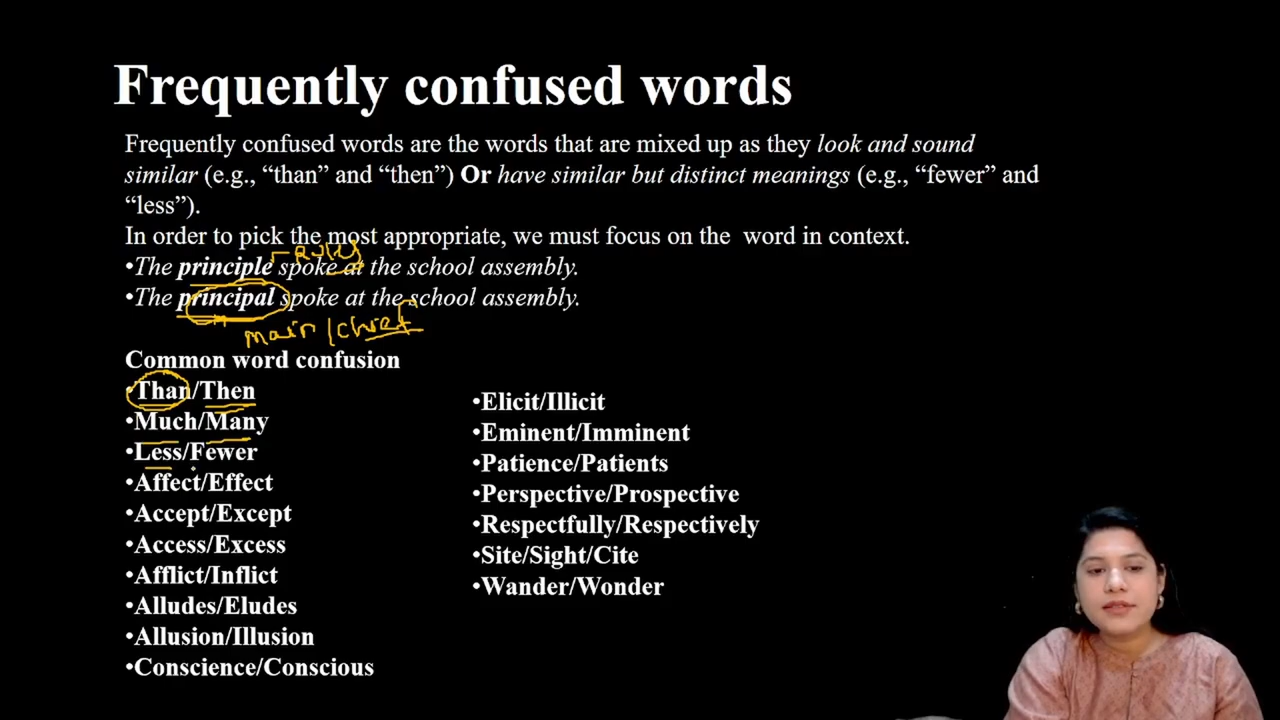 Frequently confused words
Frequently confused words are the words that are mixed up as they look and sound
similar (e.g., “than” and “then”) Or have similar but distinct meanings (e.g., “fewer” and
“less”).
In order to pick the most appropriate, we must focus on the word in context.
Rules
•The principle spoke at the school assembly.
•The principal spoke at the school assembly.
main/chief
Common word confusion
•Than/Then
•Much/Many
•Less/Fewer
•Affect/Effect
•Accept/Except
•Access/Excess
•Afflict/Inflict
•Alludes/Eludes
•Allusion/Illusion
•Conscience/Conscious
•Elicit/Illicit
•Eminent/Imminent
•Patience/Patients
•Perspective/Prospective
•Respectfully/Respectively
•Site/Sight/Cite
•Wander/Wonder